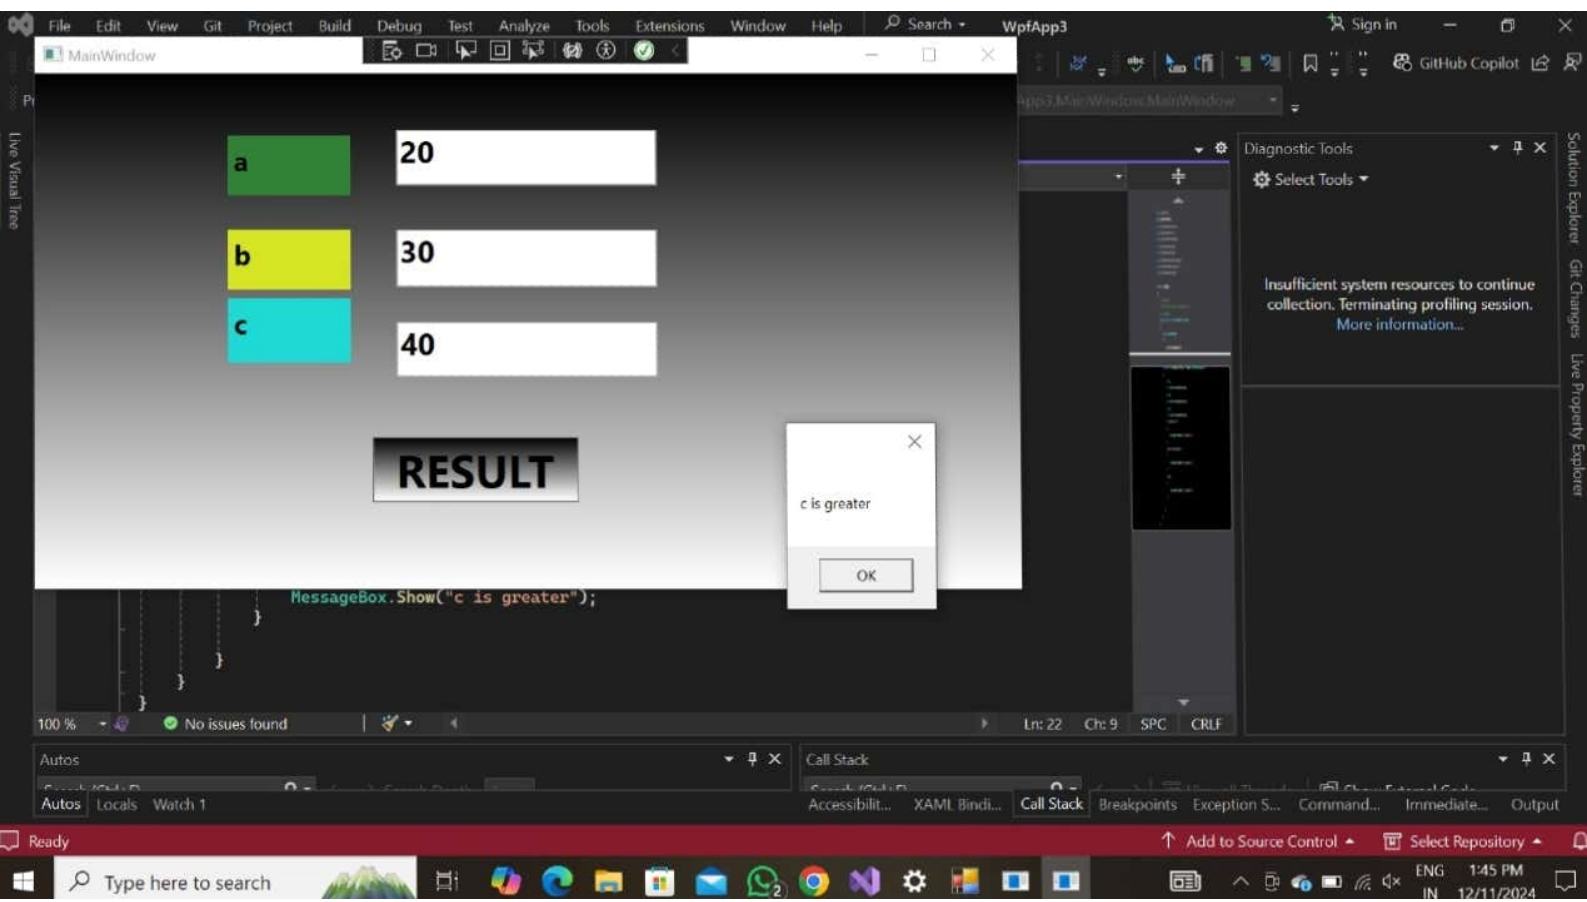 File Edit View Git Project Build Debug Test Analyze Tools Extensions Window Help Search WpfApp3 Sign in
MainWindow
GitHub Copilot
App3.MainWindow.MainWindow
Live Visual Tree
a 20
b 30
c 40
RESULT
c is greater
OK
Diagnostic Tools
Select Tools
Insufficient system resources to continue
collection. Terminating profiling session.
More information...
Solution Explorer Git Changes Live Property Explorer
MessageBox.Show("c is greater");
}
}
}
}
100 % No issues found Ln: 22 Ch: 9 SPC CRLF
Autos Call Stack
Autos Locals Watch 1 Accessibilit... XAML Bindi... Call Stack Breakpoints Exception S... Command... Immediate... Output
Ready Add to Source Control Select Repository
Type here to search 2 ENG 1:45 PM
IN 12/11/2024